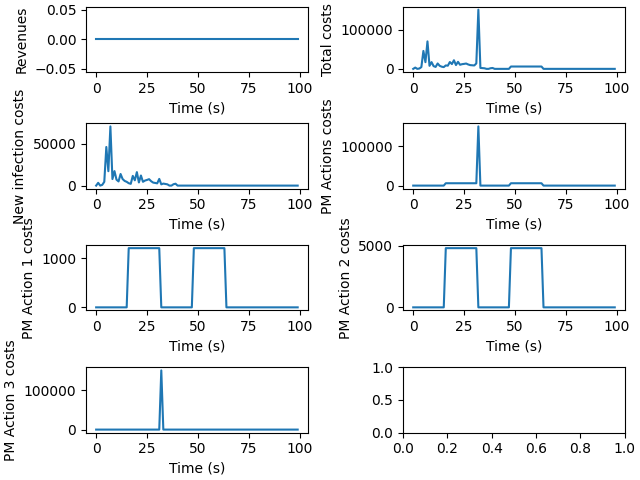 Revenues
0.05
0.00
−0.05
0 25 50 75 100
Time (s)
Total costs
100000
0
0 25 50 75 100
Time (s)
New infection costs
50000
0
0 25 50 75 100
Time (s)
PM Actions costs
100000
0
0 25 50 75 100
Time (s)
PM Action 1 costs
1000
0
0 25 50 75 100
Time (s)
PM Action 2 costs
5000
0
0 25 50 75 100
Time (s)
PM Action 3 costs
100000
0
0 25 50 75 100
Time (s)
1.0
0.5
0.0
0.0 0.2 0.4 0.6 0.8 1.0